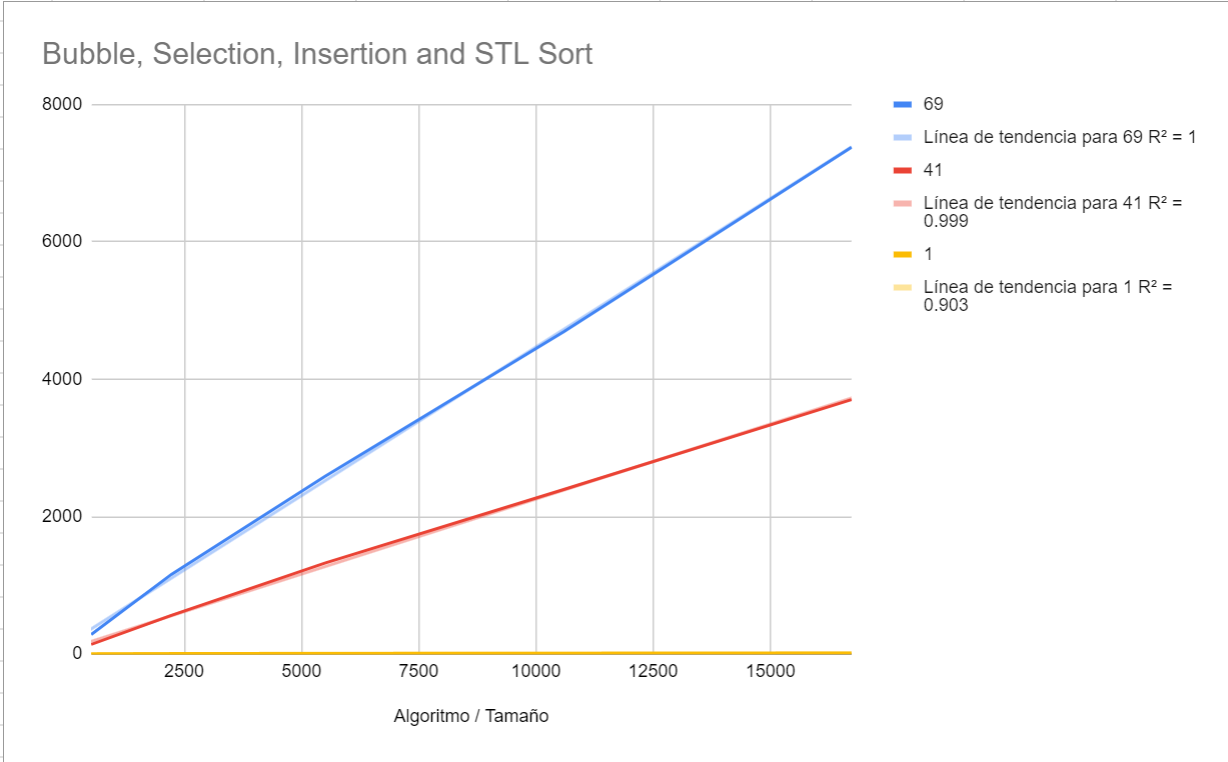 Bubble, Selection, Insertion and STL Sort
8000
6000
4000
2000
0
2500 5000 7500 10000 12500 15000
Algoritmo / Tamaño
69
Línea de tendencia para 69 R² = 1
41
Línea de tendencia para 41 R² =
0.999
1
Línea de tendencia para 1 R² =
0.903